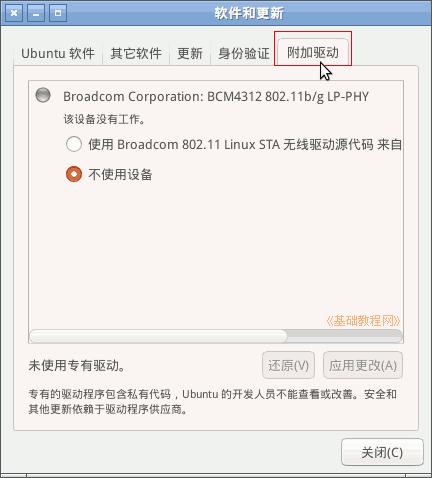 软件和更新
Ubuntu 软件 其它软件 更新 身份验证 附加驱动
Broadcom Corporation: BCM4312 802.11b/g LP-PHY
该设备没有工作。
使用 Broadcom 802.11 Linux STA 无线驱动源代码 来自
不使用设备
《基础教程网》
未使用专有驱动。 还原(V) 应用更改(A)
专有的驱动程序包含私有代码，Ubuntu 的开发人员不能查看或改善。安全和
其他更新依赖于驱动程序供应商。
关闭(C)